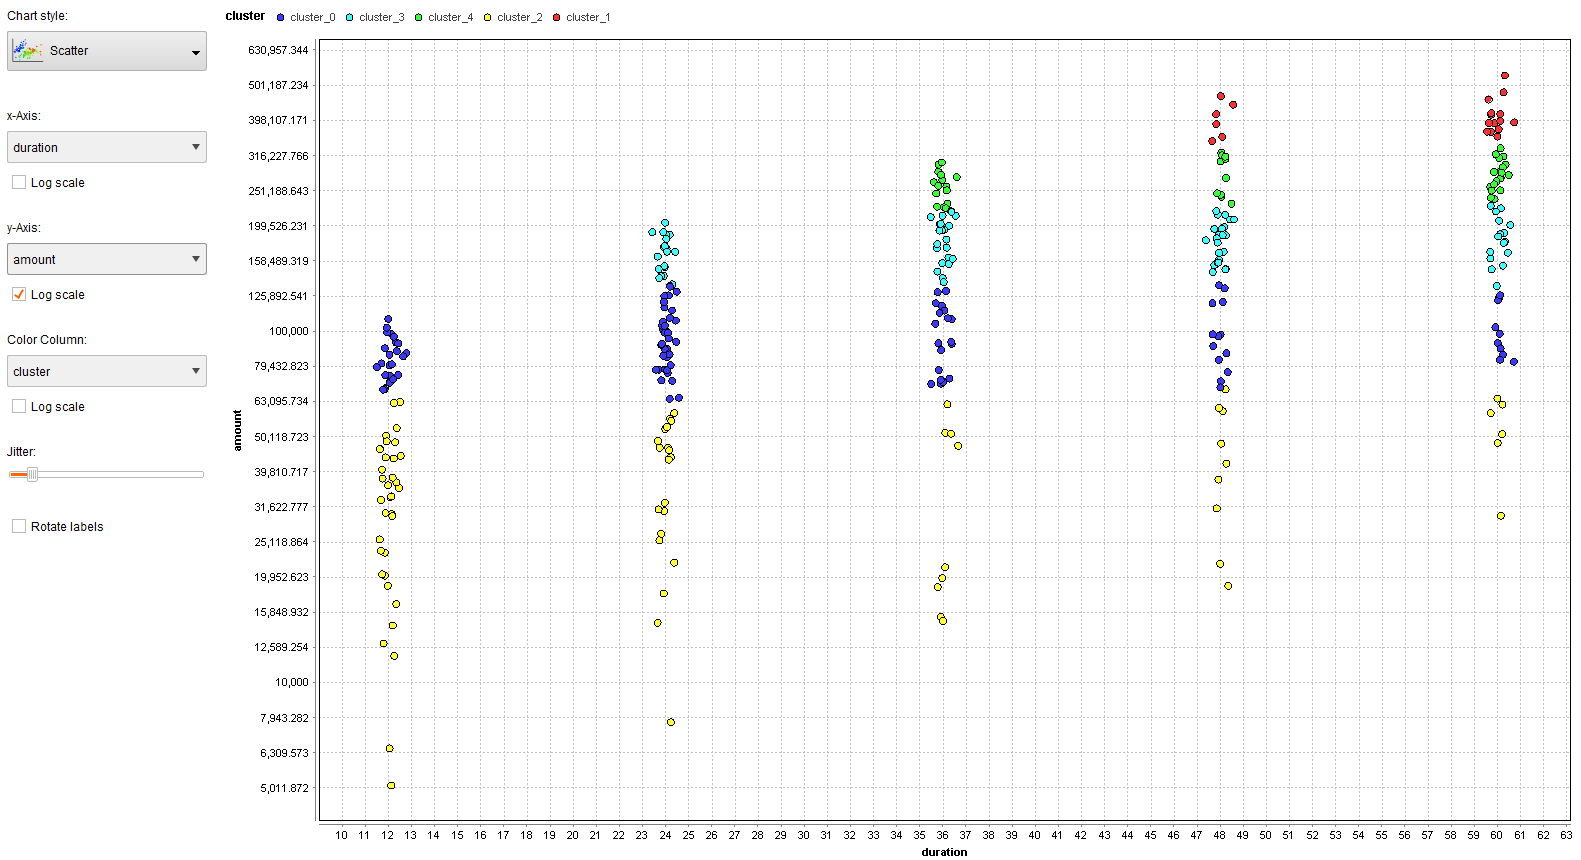 Chart style:
Scatter
x-Axis:
duration
Log scale
y-Axis:
amount
Log scale
Color Column:
cluster
Log scale
Jitter:
Rotate labels
cluster cluster_0 cluster_3 cluster_4 cluster_2 cluster_1
630,957.344
501,187.234
398,107.171
316,227.766
251,188.643
199,526.231
158,489.319
125,892.541
100,000
79,432.823
63,095.734
50,118.723
39,810.717
31,622.777
25,118.864
19,952.623
15,848.932
12,589.254
10,000
7,943.282
6,309.573
5,011.872
amount
10 11 12 13 14 15 16 17 18 19 20 21 22 23 24 25 26 27 28 29 30 31 32 33 34 35 36 37 38 39 40 41 42 43 44 45 46 47 48 49 50 51 52 53 54 55 56 57 58 59 60 61 62 63
duration